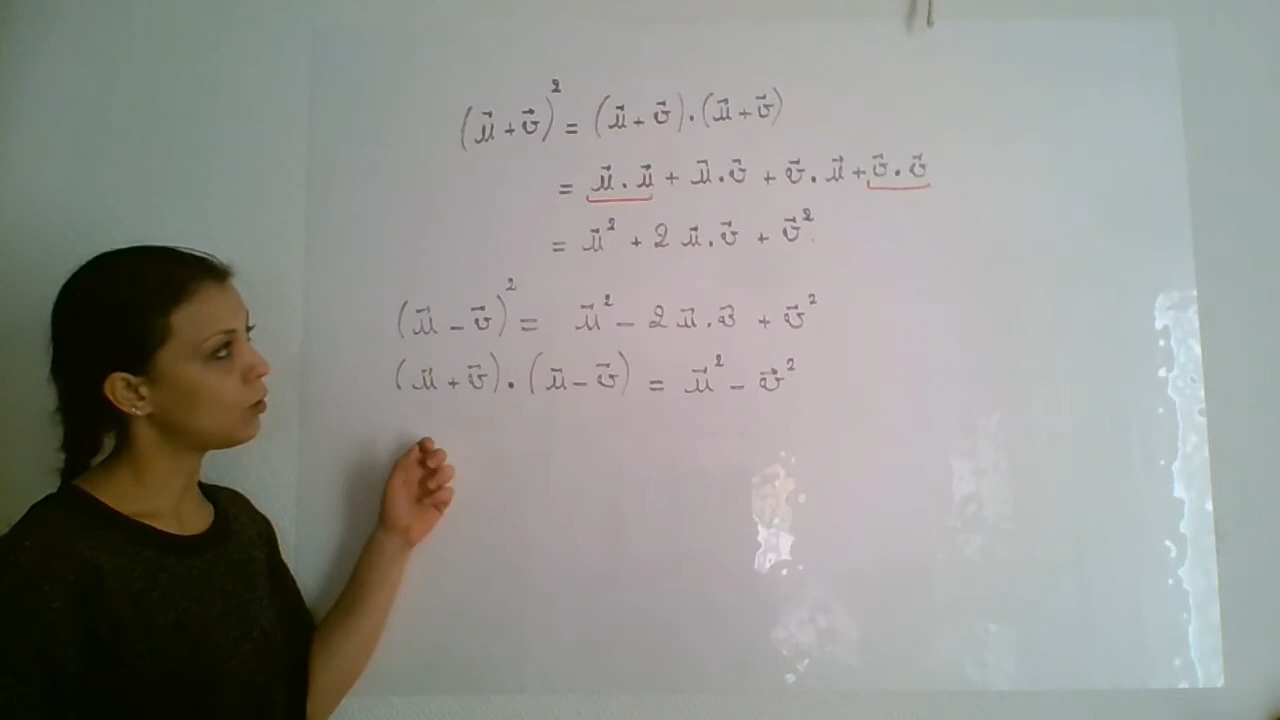 (u⃗ + v⃗)² = (u⃗ + v⃗) . (u⃗ + v⃗)
= u⃗ . u⃗ + u⃗ . v⃗ + v⃗ . u⃗ + v⃗ . v⃗
= u⃗² + 2 u⃗ . v⃗ + v⃗²
(u⃗ − v⃗)² = u⃗² − 2 u⃗ . v⃗ + v⃗²
(u⃗ + v⃗) . (u⃗ − v⃗) = u⃗² − v⃗²